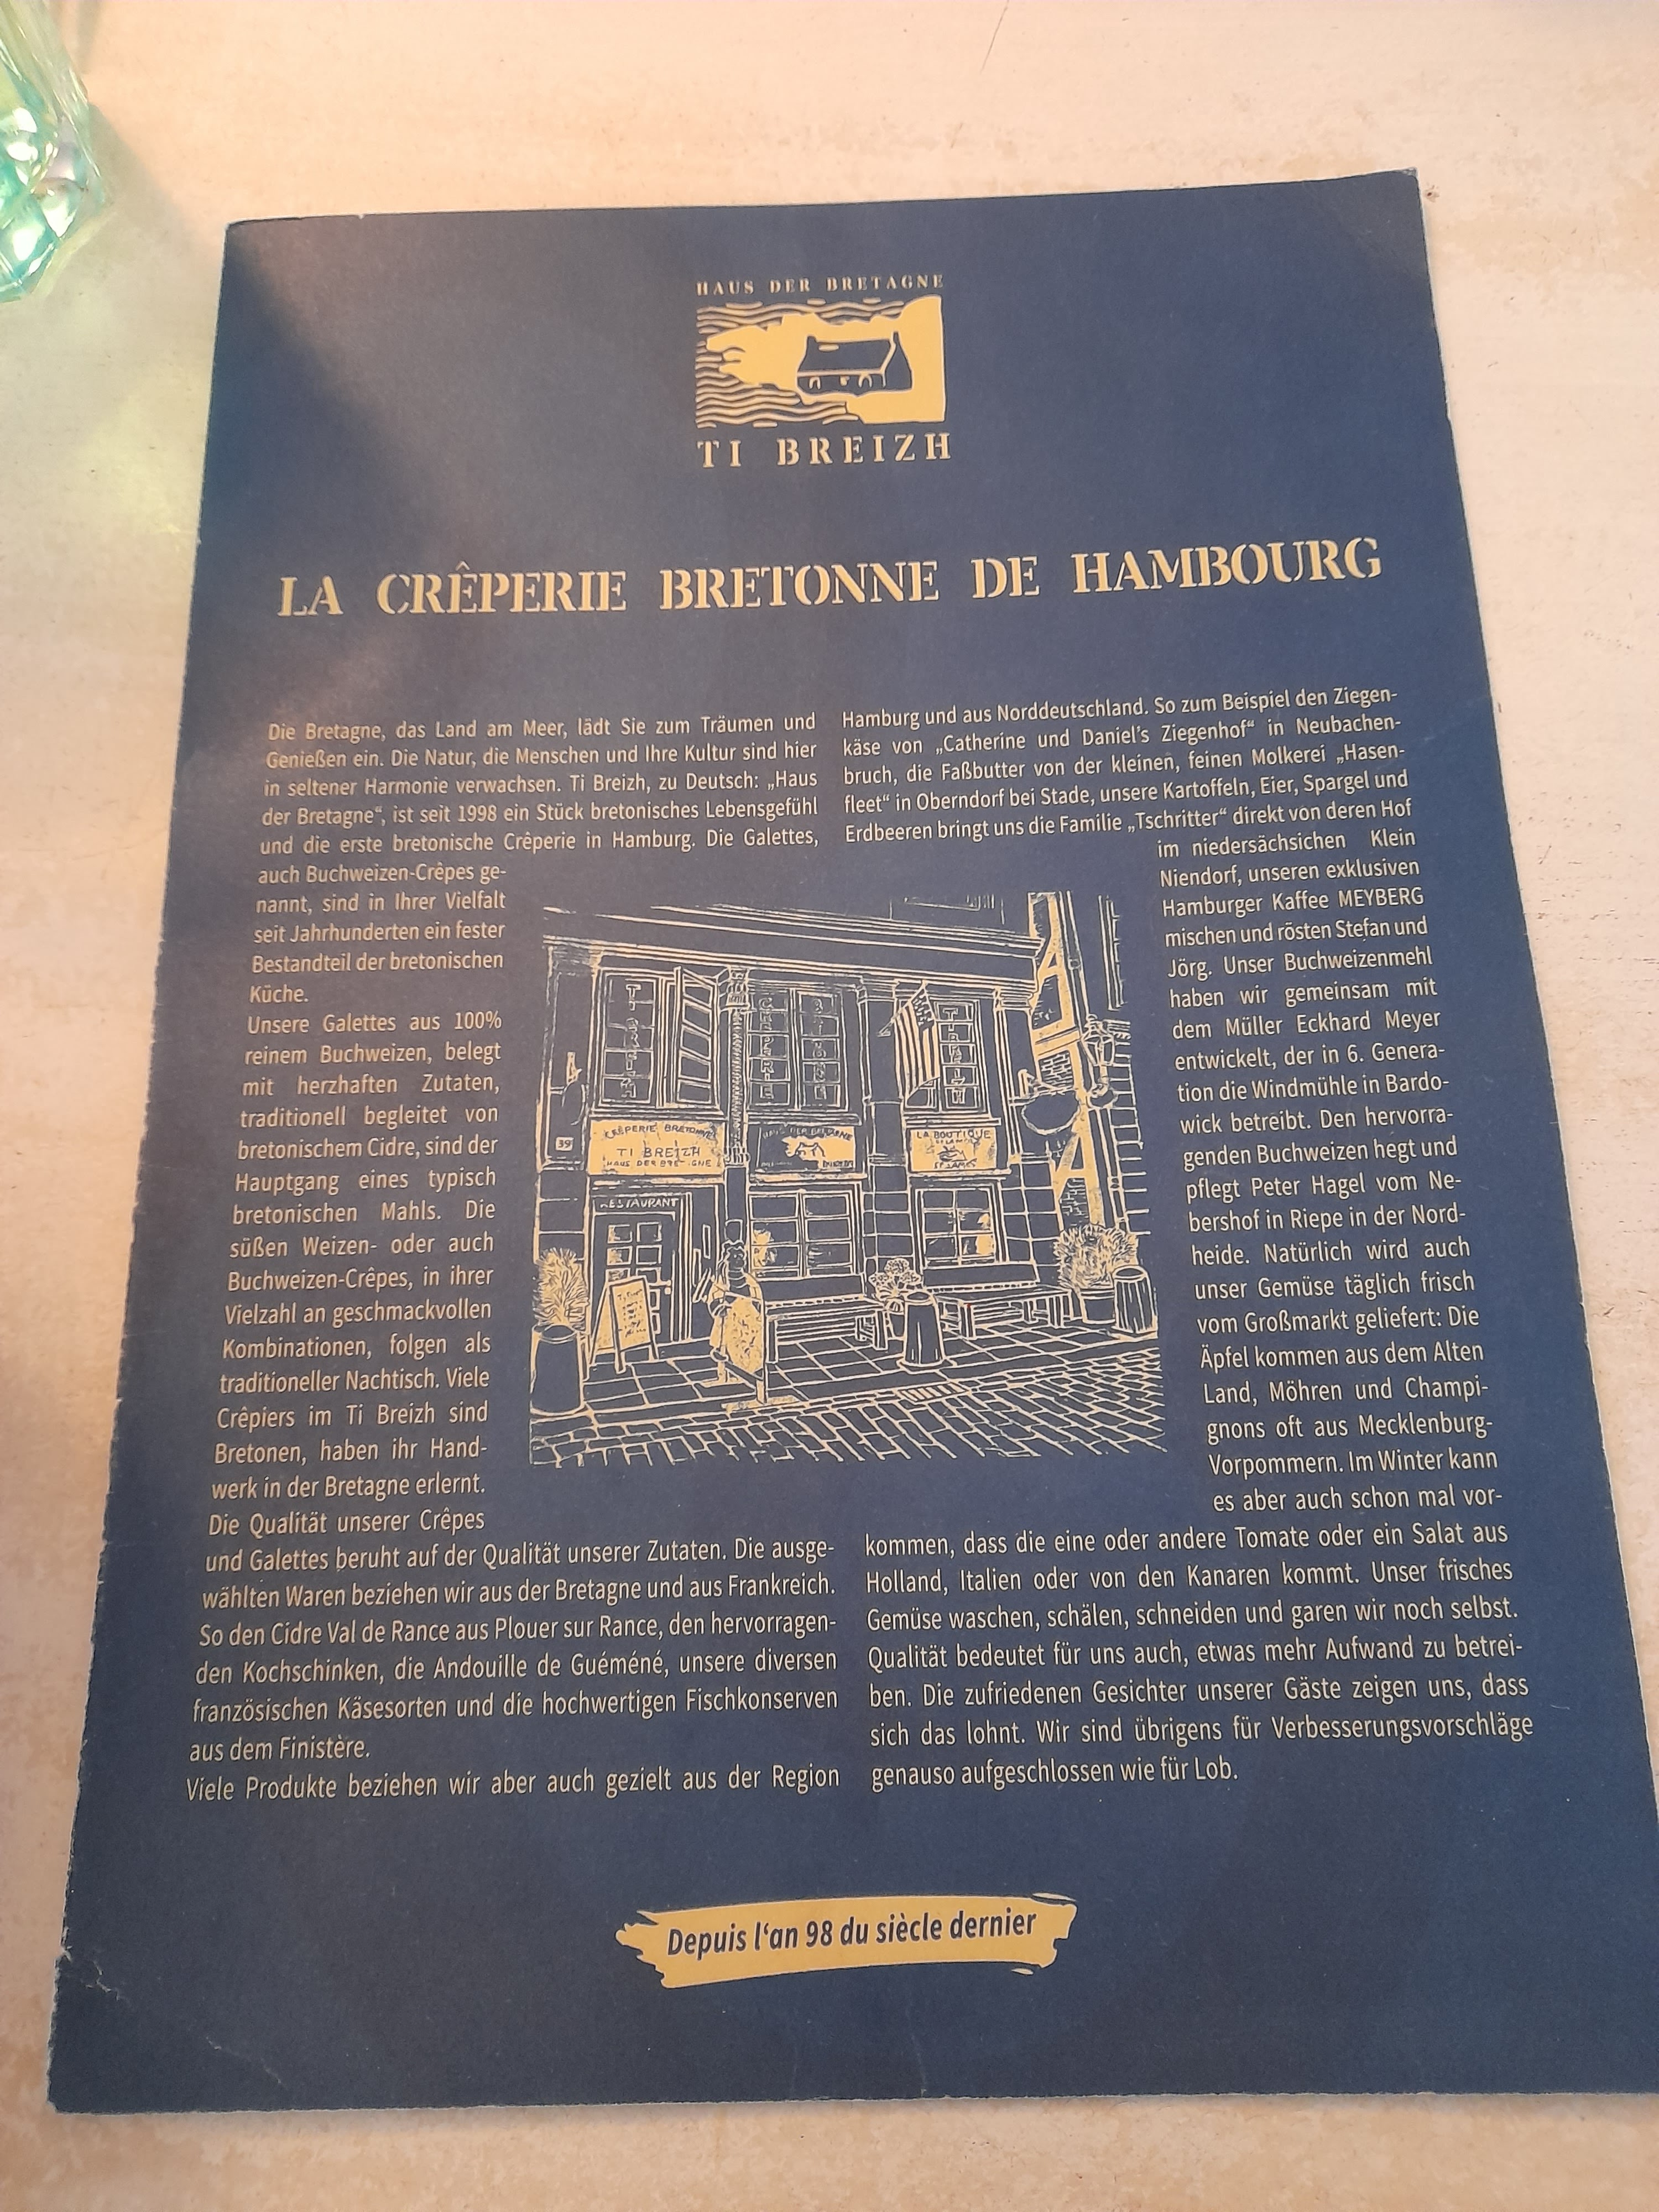 HAUS DER BRETAGNE
TI BREIZH
LA CRÊPERIE BRETONNE DE HAMBOURG
Die Bretagne, das Land am Meer, lädt Sie zum Träumen und
Genießen ein. Die Natur, die Menschen und Ihre Kultur sind hier
in seltener Harmonie verwachsen. Ti Breizh, zu Deutsch: „Haus
der Bretagne“, ist seit 1998 ein Stück bretonisches Lebensgefühl
und die erste bretonische Crêperie in Hamburg. Die Galettes,
auch Buchweizen-Crêpes ge-
nannt, sind in Ihrer Vielfalt
seit Jahrhunderten ein fester
Bestandteil der bretonischen
Küche.
Unsere Galettes aus 100%
reinem Buchweizen, belegt
mit herzhaften Zutaten,
traditionell begleitet von
bretonischem Cidre, sind der
Hauptgang eines typisch
bretonischen Mahls. Die
süßen Weizen- oder auch
Buchweizen-Crêpes, in ihrer
Vielzahl an geschmackvollen
Kombinationen, folgen als
traditioneller Nachtisch. Viele
Crêpiers im Ti Breizh sind
Bretonen, haben ihr Hand-
werk in der Bretagne erlernt.
Die Qualität unserer Crêpes
und Galettes beruht auf der Qualität unserer Zutaten. Die ausge-
wählten Waren beziehen wir aus der Bretagne und aus Frankreich.
So den Cidre Val de Rance aus Plouer sur Rance, den hervorragen-
den Kochschinken, die Andouille de Guéméné, unsere diversen
französischen Käsesorten und die hochwertigen Fischkonserven
aus dem Finistère.
Viele Produkte beziehen wir aber auch gezielt aus der Region
Hamburg und aus Norddeutschland. So zum Beispiel den Ziegen-
käse von „Catherine und Daniel's Ziegenhof“ in Neubachen-
bruch, die Faßbutter von der kleinen, feinen Molkerei „Hasen-
fleet“ in Oberndorf bei Stade, unsere Kartoffeln, Eier, Spargel und
Erdbeeren bringt uns die Familie „Tschritter“ direkt von deren Hof
im niedersächsichen Klein
Niendorf, unseren exklusiven
Hamburger Kaffee MEYBERG
mischen und rösten Stefan und
Jörg. Unser Buchweizenmehl
haben wir gemeinsam mit
dem Müller Eckhard Meyer
entwickelt, der in 6. Genera-
tion die Windmühle in Bardo-
wick betreibt. Den hervorra-
genden Buchweizen hegt und
pflegt Peter Hagel vom Ne-
bershof in Riepe in der Nord-
heide. Natürlich wird auch
unser Gemüse täglich frisch
vom Großmarkt geliefert: Die
Äpfel kommen aus dem Alten
Land, Möhren und Champi-
gnons oft aus Mecklenburg-
Vorpommern. Im Winter kann
es aber auch schon mal vor-
kommen, dass die eine oder andere Tomate oder ein Salat aus
Holland, Italien oder von den Kanaren kommt. Unser frisches
Gemüse waschen, schälen, schneiden und garen wir noch selbst.
Qualität bedeutet für uns auch, etwas mehr Aufwand zu betrei-
ben. Die zufriedenen Gesichter unserer Gäste zeigen uns, dass
sich das lohnt. Wir sind übrigens für Verbesserungsvorschläge
genauso aufgeschlossen wie für Lob.
TI BREIZH
39
CRÊPERIE BRETONNE
TI BREIZH
HAUS DER
LA BOUTIQUE
RESTAURANT
Depuis l‘an 98 du siècle dernier